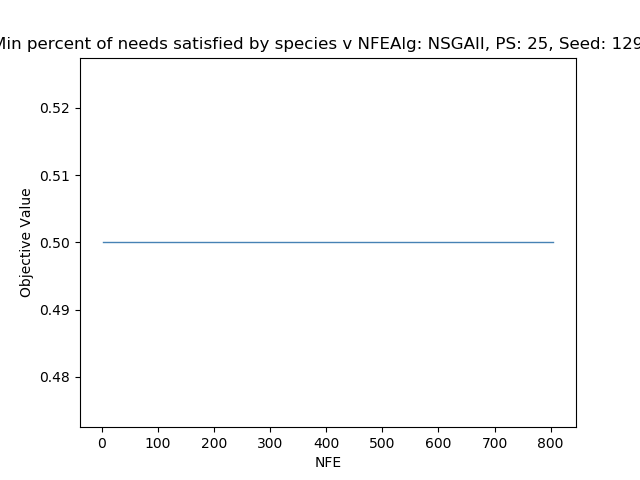 Min percent of needs satisfied by species v NFEAlg: NSGAII, PS: 25, Seed: 129
0.52
0.51
0.50
0.49
0.48
Objective Value
0 100 200 300 400 500 600 700 800
NFE